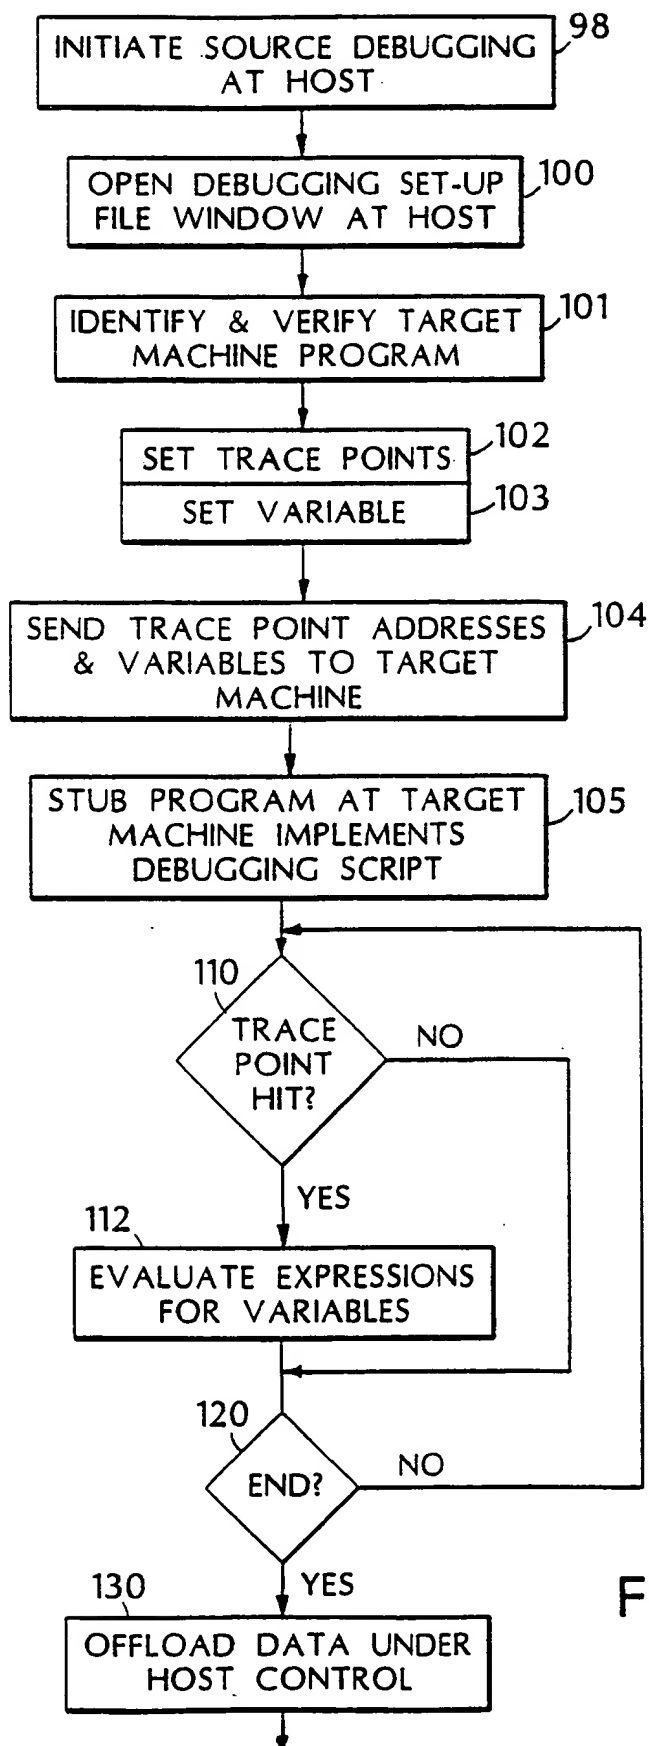 INITIATE SOURCE DEBUGGING
AT HOST
98
OPEN DEBUGGING SET-UP
FILE WINDOW AT HOST
100
IDENTIFY & VERIFY TARGET
MACHINE PROGRAM
101
SET TRACE POINTS
102
SET VARIABLE
103
SEND TRACE POINT ADDRESSES
& VARIABLES TO TARGET
MACHINE
104
STUB PROGRAM AT TARGET
MACHINE IMPLEMENTS
DEBUGGING SCRIPT
105
110
TRACE
POINT
HIT?
NO
YES
112
EVALUATE EXPRESSIONS
FOR VARIABLES
120
END?
NO
YES
130
OFFLOAD DATA UNDER
HOST CONTROL
F